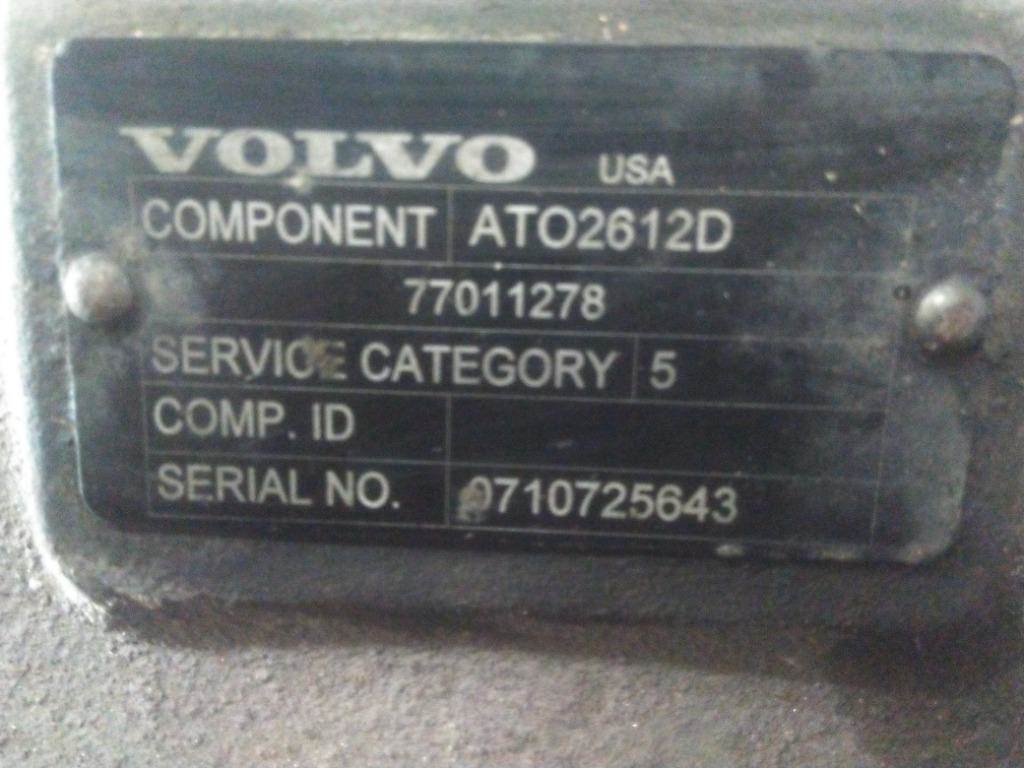 VOLVO USA
COMPONENT ATO2612D
77011278
SERVICE CATEGORY 5
COMP. ID
SERIAL NO. 0710725643